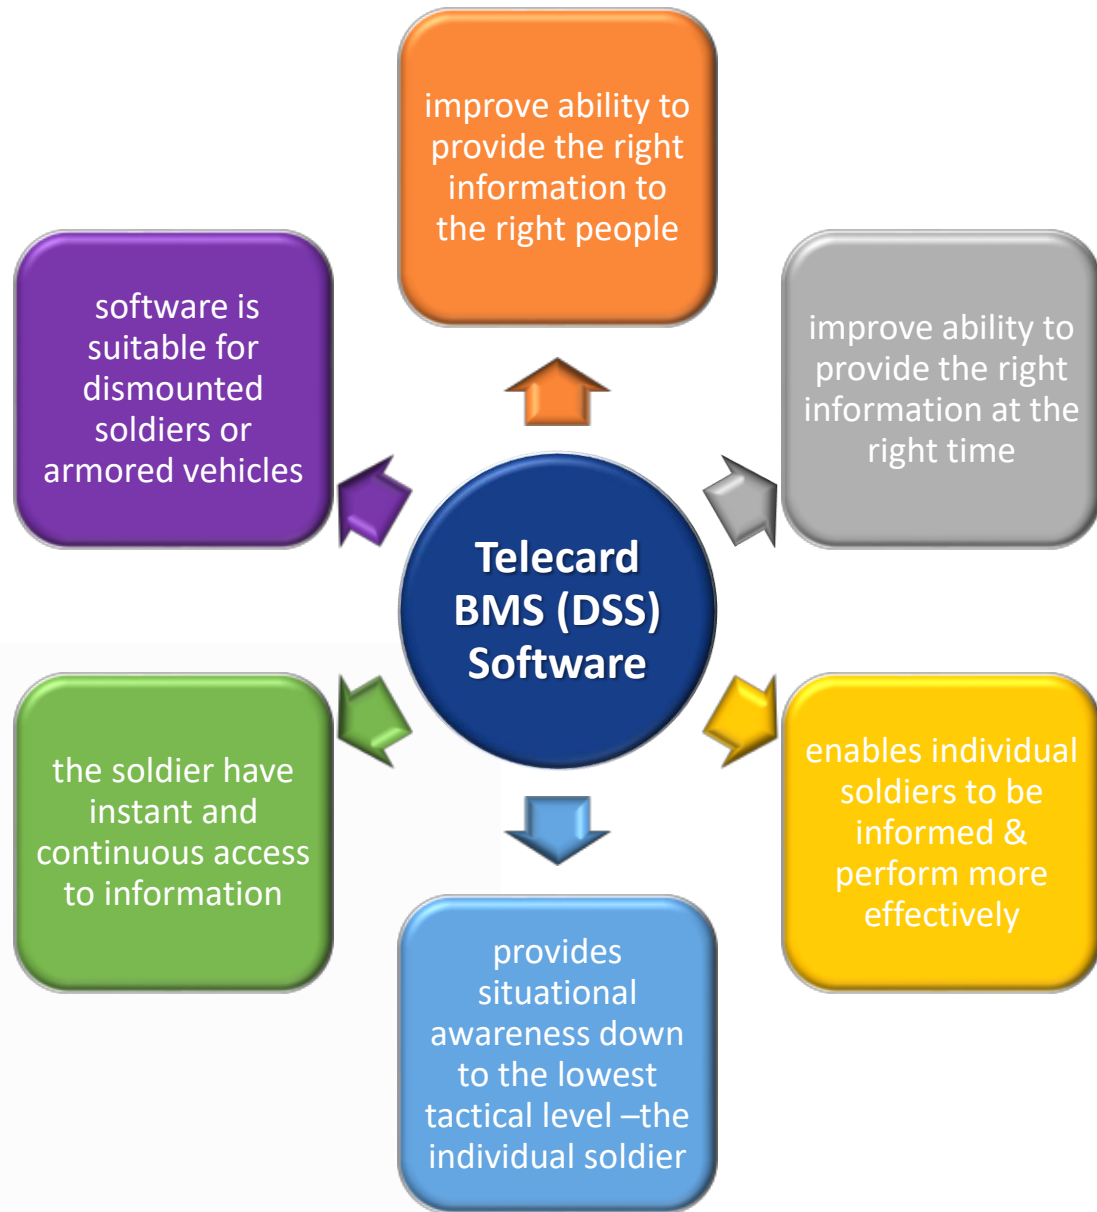 improve ability to
provide the right
information to
the right people
improve ability to
provide the right
information at the
right time
enables individual
soldiers to be
informed &
perform more
effectively
provides
situational
awareness down
to the lowest
tactical level –the
individual soldier
the soldier have
instant and
continuous access
to information
software is
suitable for
dismounted
soldiers or
armored vehicles
Telecard
BMS (DSS)
Software